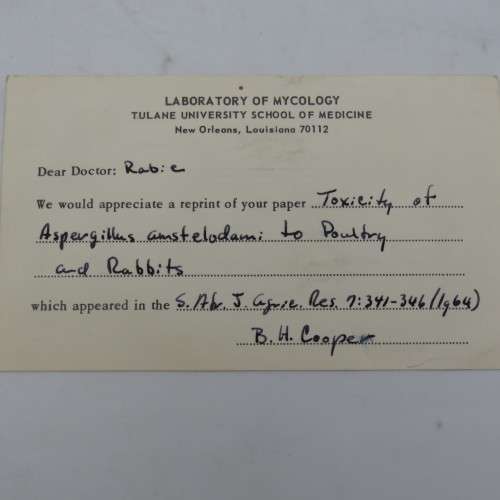 LABORATORY OF MYCOLOGY
TULANE UNIVERSITY SCHOOL OF MEDICINE
New Orleans, Louisiana 70112
Dear Doctor: Rabie
We would appreciate a reprint of your paper Toxicity of
Aspergillus amstelodami to Poultry
and Rabbits
which appeared in the S. Afr. J. Agric. Res. 7:341-346 (1964)
B. H. Cooper